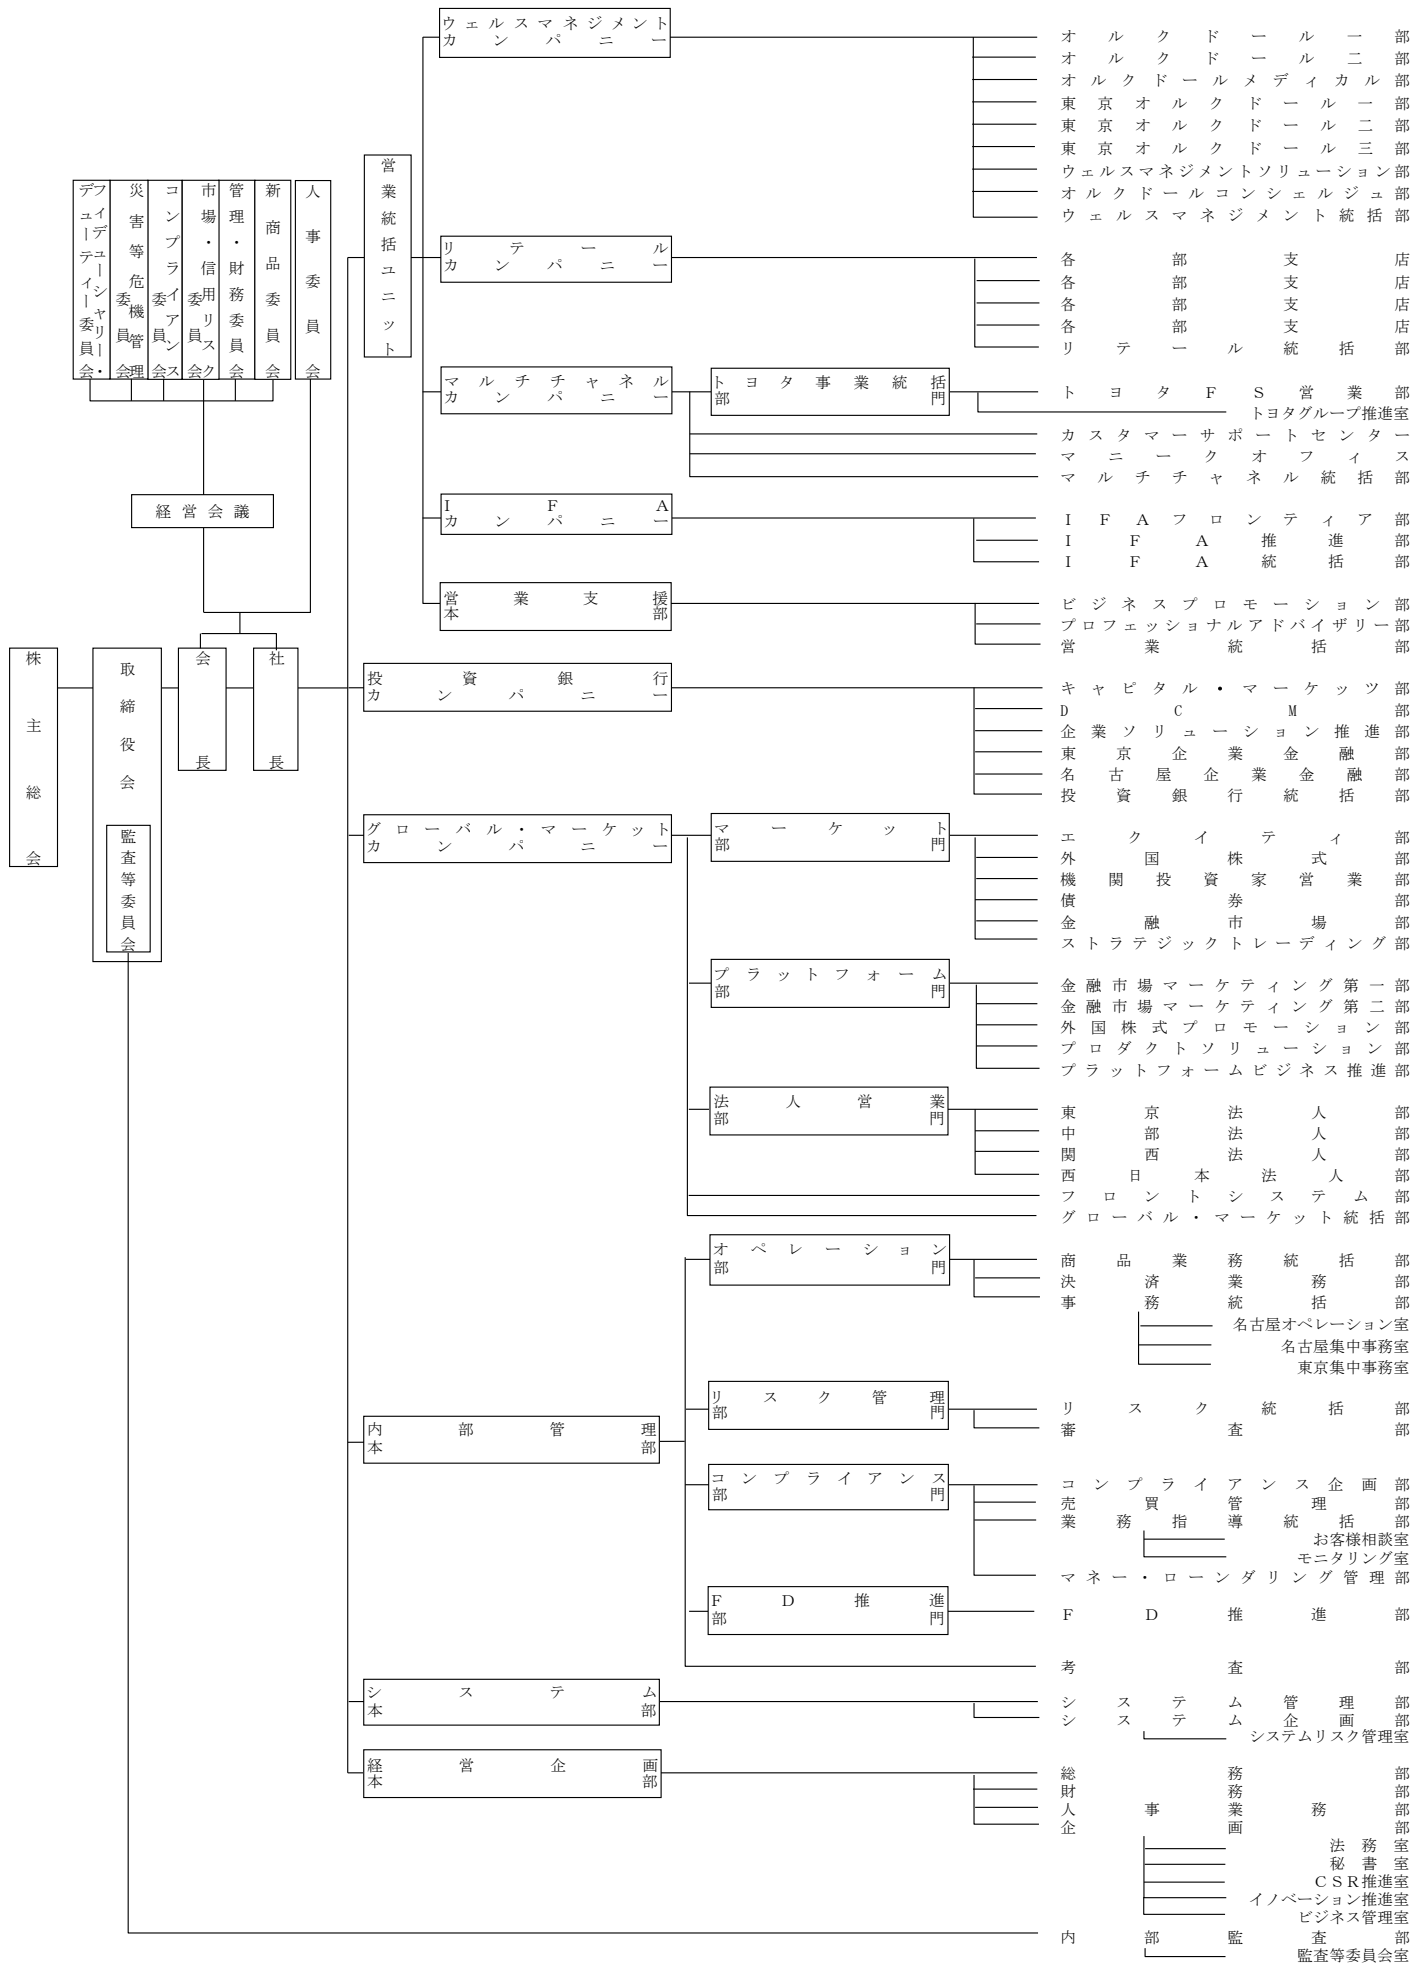 ウェルスマネジメント
カンパニー
オルクドール一部
オルクドール二部
オルクドールメディカル部
東京オルクドール一部
東京オルクドール二部
東京オルクドール三部
ウェルスマネジメントソリューション部
オルクドールコンシェルジュ部
ウェルスマネジメント統括部
営業統括ユニット
フィデューシャリー・
デューティー委員会
災害等危機管理
委員会
コンプライアンス
委員会
市場・信用リスク
委員会
管理・財務委員会
新商品委員会
人事委員会
リテール
カンパニー
各部支店
各部支店
各部支店
各部支店
リテール統括部
マルチチャネル
カンパニー
トヨタ事業統括
部門
トヨタFS営業部
トヨタグループ推進室
カスタマーサポートセンター
マニークオフィス
マルチチャネル統括部
経営会議
IFA
カンパニー
IFAフロンティア部
IFA推進部
IFA統括部
営業支援
本部
ビジネスプロモーション部
プロフェッショナルアドバイザリー部
営業統括部
株主総会
取締役会
監査等委員会
会長
社長
投資銀行
カンパニー
キャピタル・マーケッツ部
DCM部
企業ソリューション推進部
東京企業金融部
名古屋企業金融部
投資銀行統括部
グローバル・マーケット
カンパニー
マーケット
部門
エクイティ部
外国株式部
機関投資家営業部
債券部
金融市場部
ストラテジックトレーディング部
プラットフォーム
部門
金融市場マーケティング第一部
金融市場マーケティング第二部
外国株式プロモーション部
プロダクトソリューション部
プラットフォームビジネス推進部
法人営業
部門
東京法人部
中部法人部
関西法人部
西日本法人部
フロントシステム部
グローバル・マーケット統括部
内部管理
本部
オペレーション
部門
商品業務統括部
決済業務部
事務統括部
名古屋オペレーション室
名古屋集中事務室
東京集中事務室
リスク管理
部門
リスク統括部
審査部
コンプライアンス
部門
コンプライアンス企画部
売買管理部
業務指導統括部
お客様相談室
モニタリング室
マネー・ローンダリング管理部
FD推進
部門
FD推進部
考査部
システム
本部
システム管理部
システム企画部
システムリスク管理室
経営企画
本部
総務部
財務部
人事業務部
企画部
法務室
秘書室
CSR推進室
イノベーション推進室
ビジネス管理室
内部監査部
監査等委員会室